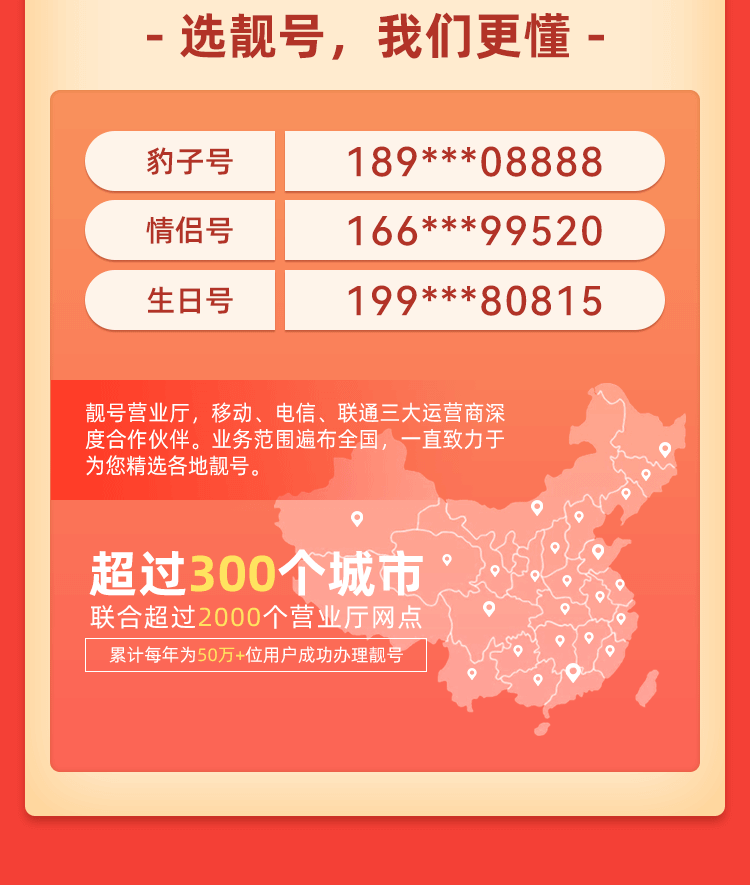 - 选靓号，我们更懂 -
豹子号 189***08888
情侣号 166***99520
生日号 199***80815
靓号营业厅，移动、电信、联通三大运营商深
度合作伙伴。业务范围遍布全国，一直致力于
为您精选各地靓号。
超过300个城市
联合超过2000个营业厅网点
累计每年为50万+位用户成功办理靓号